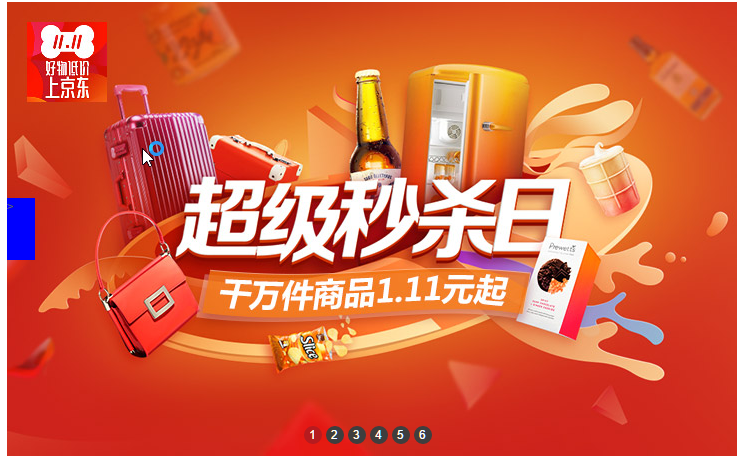 11.11
好物低价
上京东
超级秒杀日
千万件商品1.11元起
Prewett's
Slice
>
1 2 3 4 5 6